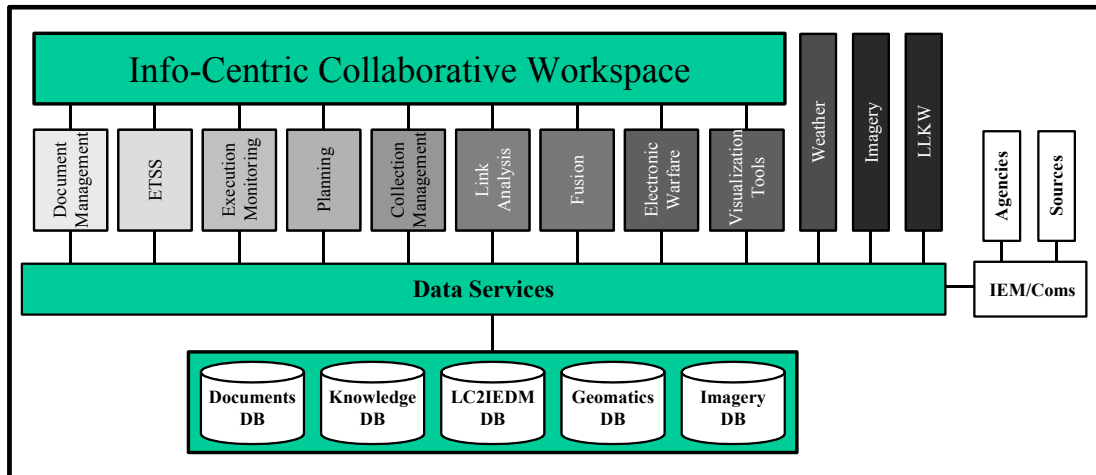 Info-Centric Collaborative Workspace
Document
Management
ETSS
Execution
Monitoring
Planning
Collection
Management
Link
Analysis
Fusion
Electronic
Warfare
Visualization
Tools
Weather
Imagery
LLKW
Agencies
Sources
Data Services
IEM/Coms
Documents
DB
Knowledge
DB
LC2IEDM
DB
Geomatics
DB
Imagery
DB